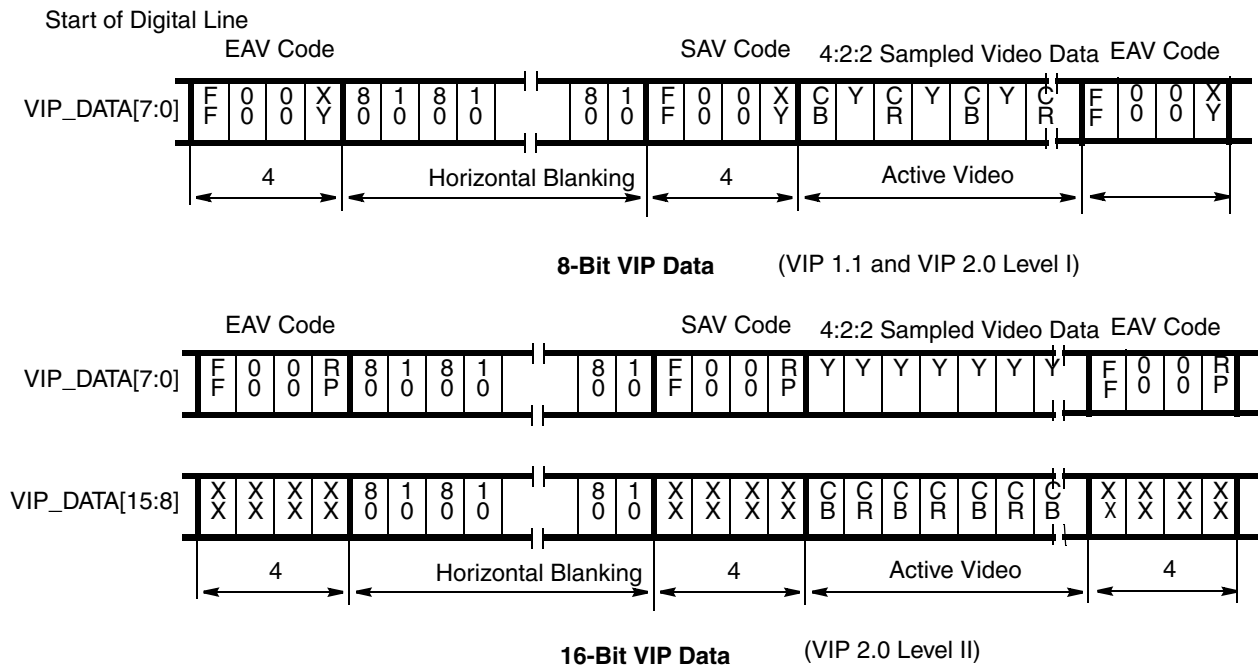 Start of Digital Line
EAV Code SAV Code 4:2:2 Sampled Video Data EAV Code
VIP_DATA[7:0] FF 00 00 XY 80 10 80 10 80 10 FF 00 00 XY CB Y CR Y CB Y CR FF 00 00 XY
4 Horizontal Blanking 4 Active Video
8-Bit VIP Data (VIP 1.1 and VIP 2.0 Level I)
EAV Code SAV Code 4:2:2 Sampled Video Data EAV Code
VIP_DATA[7:0] FF 00 00 RP 80 10 80 10 80 10 FF 00 00 RP Y Y Y Y Y Y Y FF 00 00 RP
VIP_DATA[15:8] XX XX XX XX 80 10 80 10 80 10 XX XX XX XX CB CR CB CR CB CR CB XX XX XX XX
4 Horizontal Blanking 4 Active Video 4
16-Bit VIP Data (VIP 2.0 Level II)